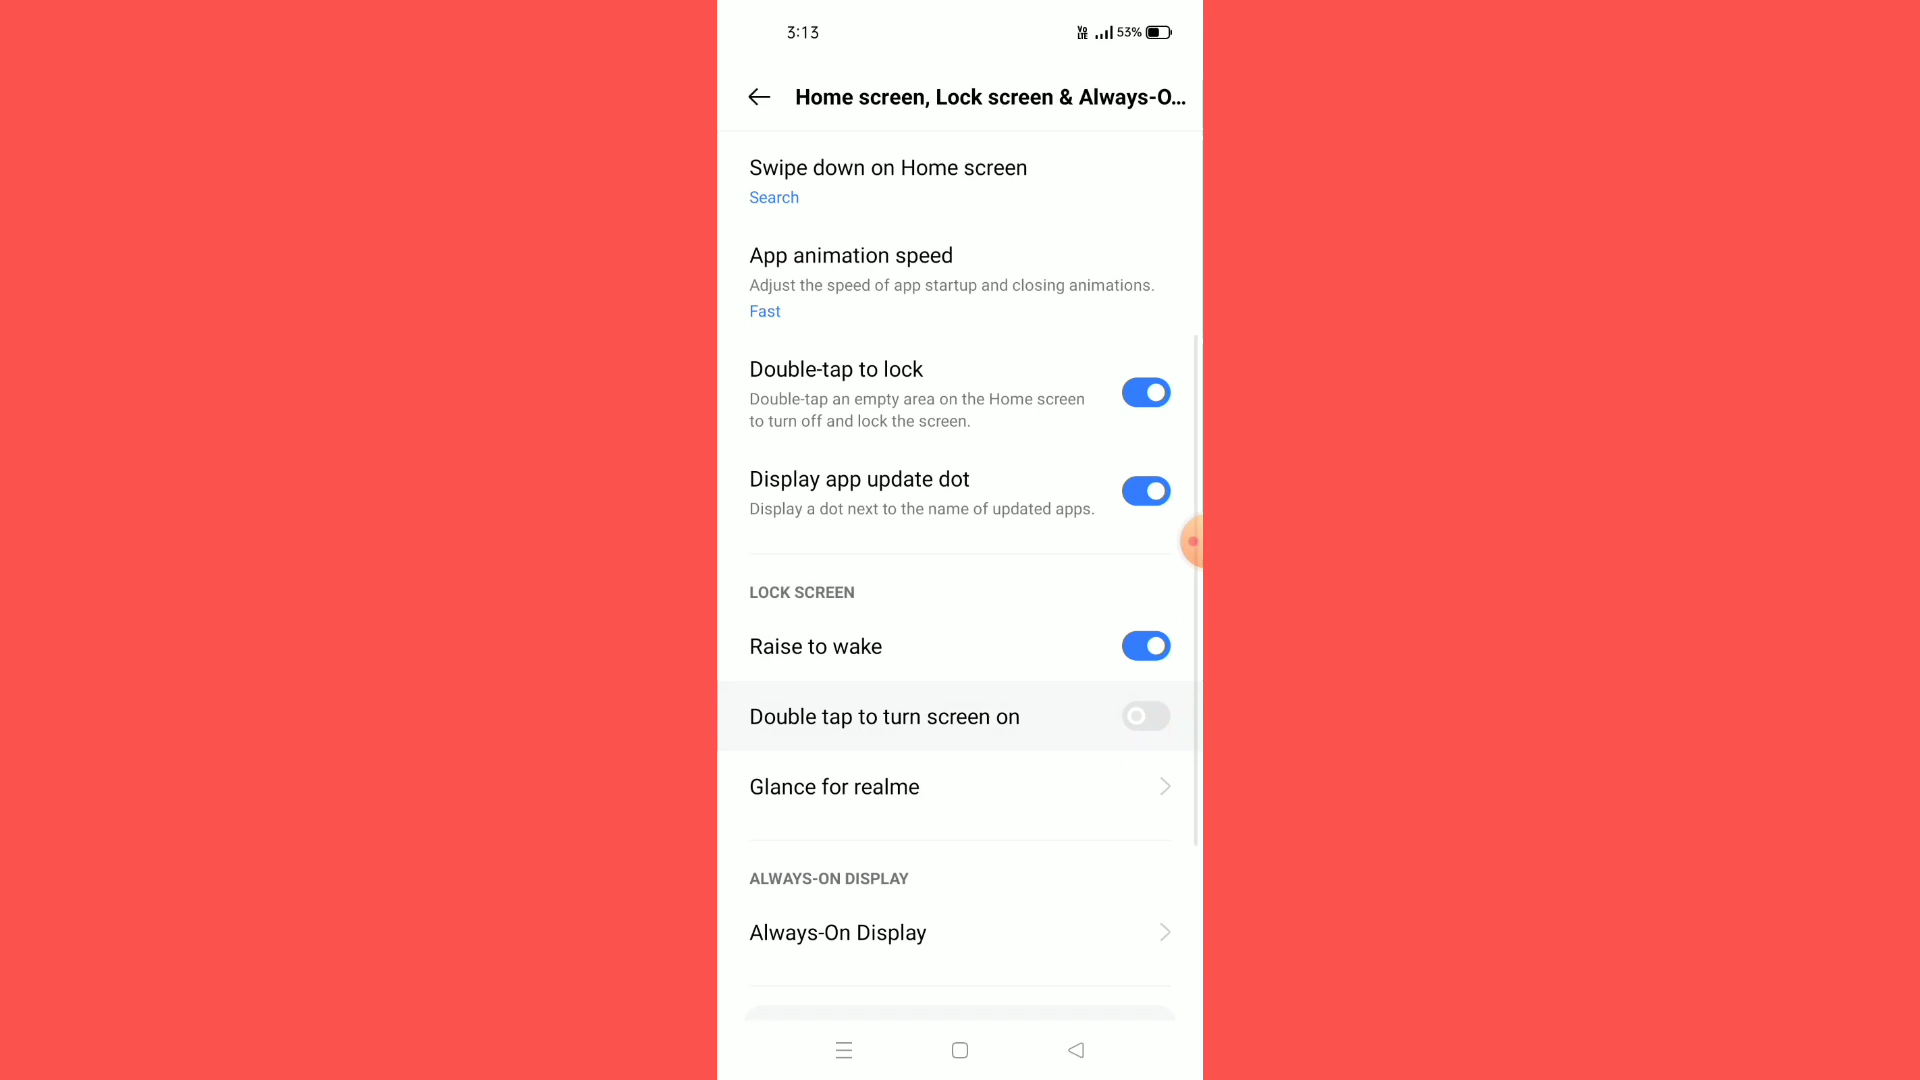 3:13
Vo LTE 53%
Home screen, Lock screen & Always-O...
Swipe down on Home screen
Search
App animation speed
Adjust the speed of app startup and closing animations.
Fast
Double-tap to lock
Double-tap an empty area on the Home screen
to turn off and lock the screen.
Display app update dot
Display a dot next to the name of updated apps.
LOCK SCREEN
Raise to wake
Double tap to turn screen on
Glance for realme
ALWAYS-ON DISPLAY
Always-On Display